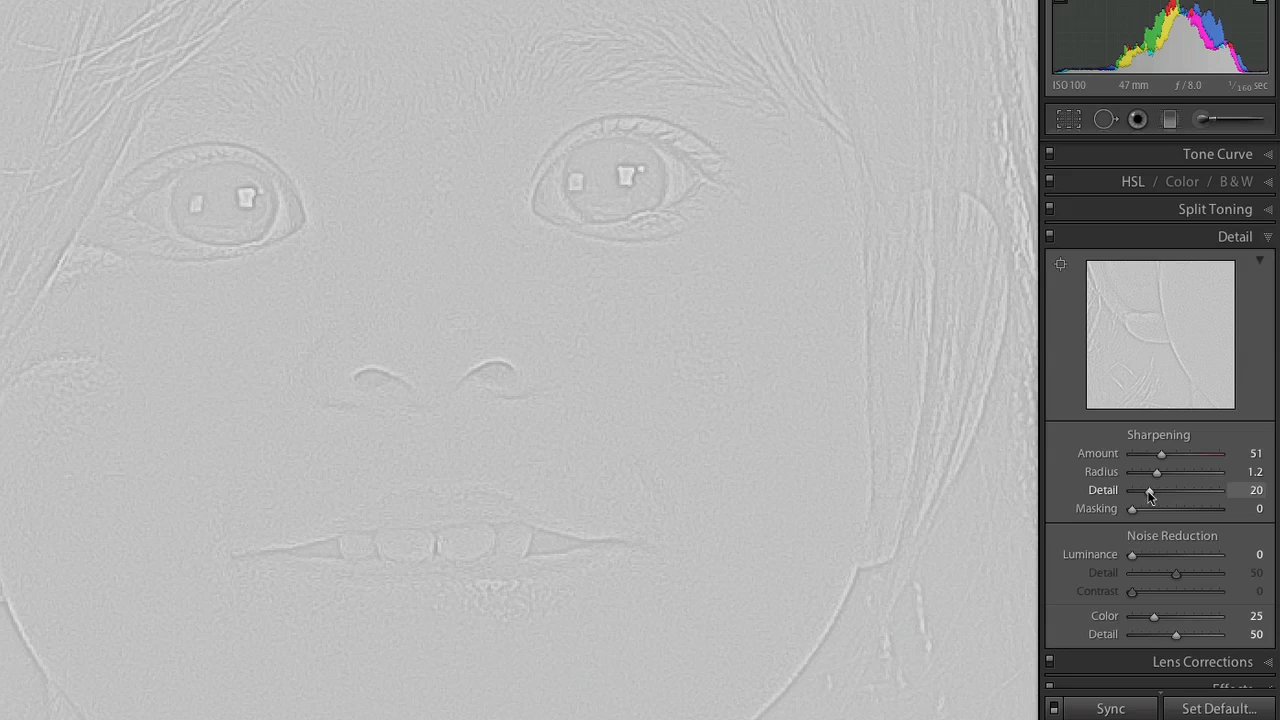 ISO 100 47 mm ƒ / 8.0 1/160 sec
Tone Curve
HSL / Color / B & W
Split Toning
Detail
Sharpening
Amount 51
Radius 1.2
Detail 20
Masking 0
Noise Reduction
Luminance 0
Detail 50
Contrast 0
Color 25
Detail 50
Lens Corrections
Effects
Sync Set Default...